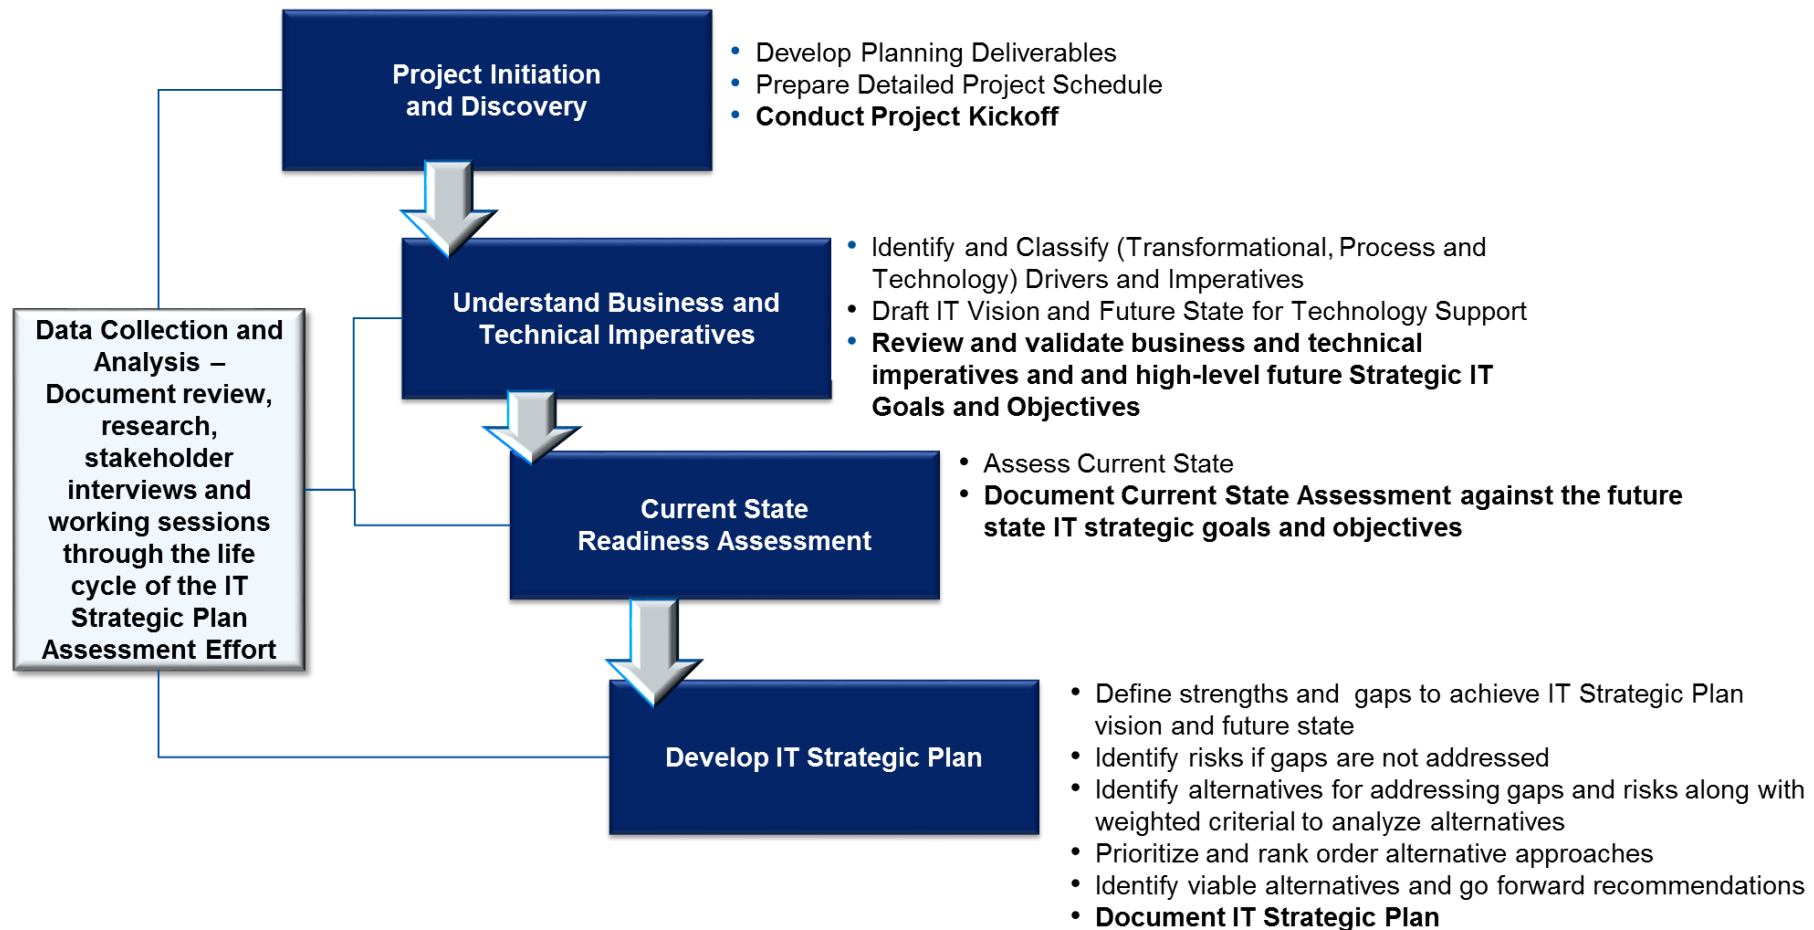 Project Initiation
and Discovery
• Develop Planning Deliverables
• Prepare Detailed Project Schedule
• Conduct Project Kickoff
Understand Business and
Technical Imperatives
• Identify and Classify (Transformational, Process and
Technology) Drivers and Imperatives
• Draft IT Vision and Future State for Technology Support
• Review and validate business and technical
imperatives and and high-level future Strategic IT
Goals and Objectives
Data Collection and
Analysis –
Document review,
research,
stakeholder
interviews and
working sessions
through the life
cycle of the IT
Strategic Plan
Assessment Effort
Current State
Readiness Assessment
• Assess Current State
• Document Current State Assessment against the future
state IT strategic goals and objectives
Develop IT Strategic Plan
• Define strengths and gaps to achieve IT Strategic Plan
vision and future state
• Identify risks if gaps are not addressed
• Identify alternatives for addressing gaps and risks along with
weighted criterial to analyze alternatives
• Prioritize and rank order alternative approaches
• Identify viable alternatives and go forward recommendations
• Document IT Strategic Plan